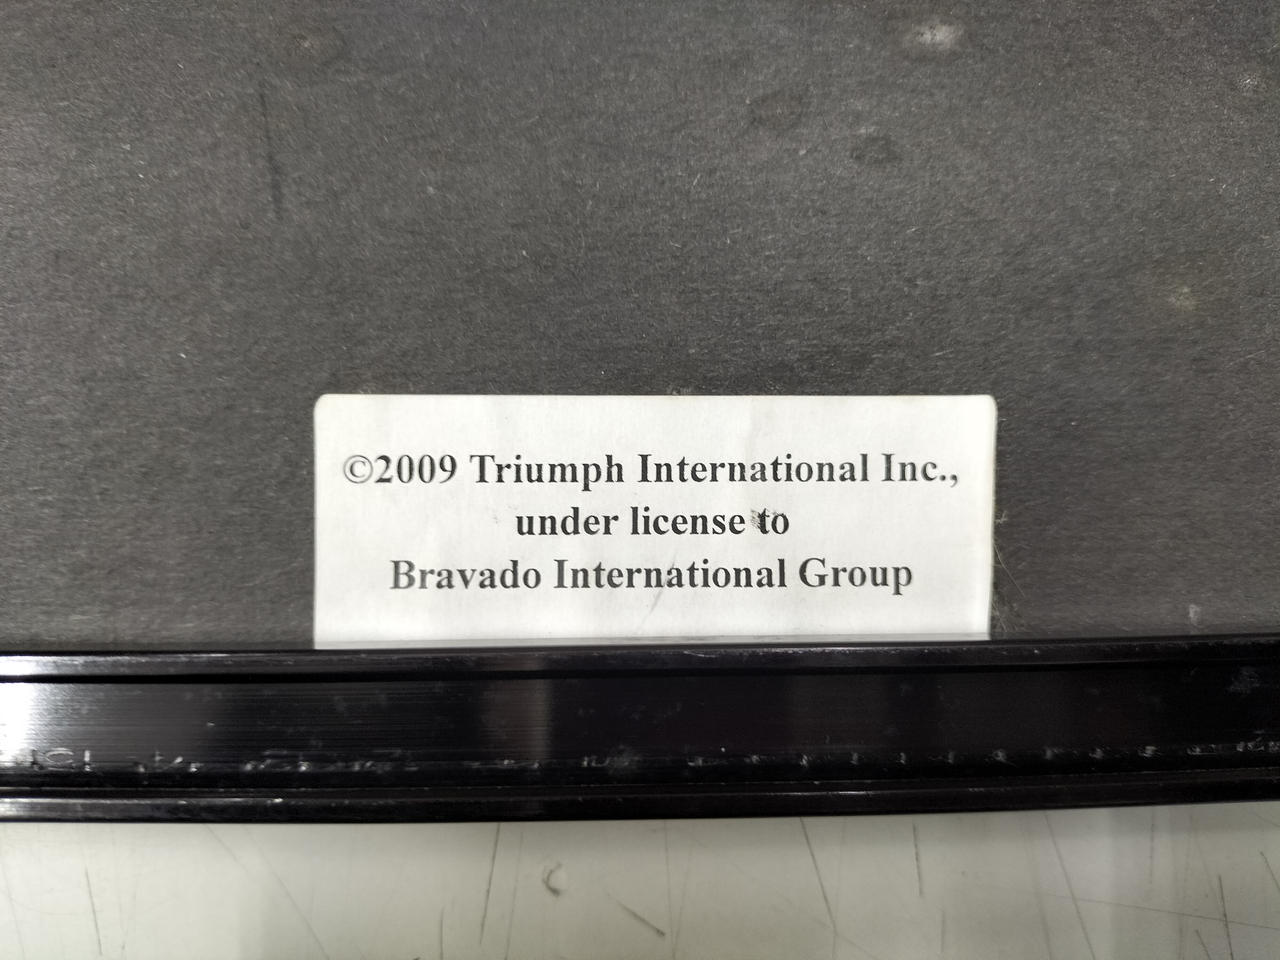 ©2009 Triumph International Inc.,
under license to
Bravado International Group